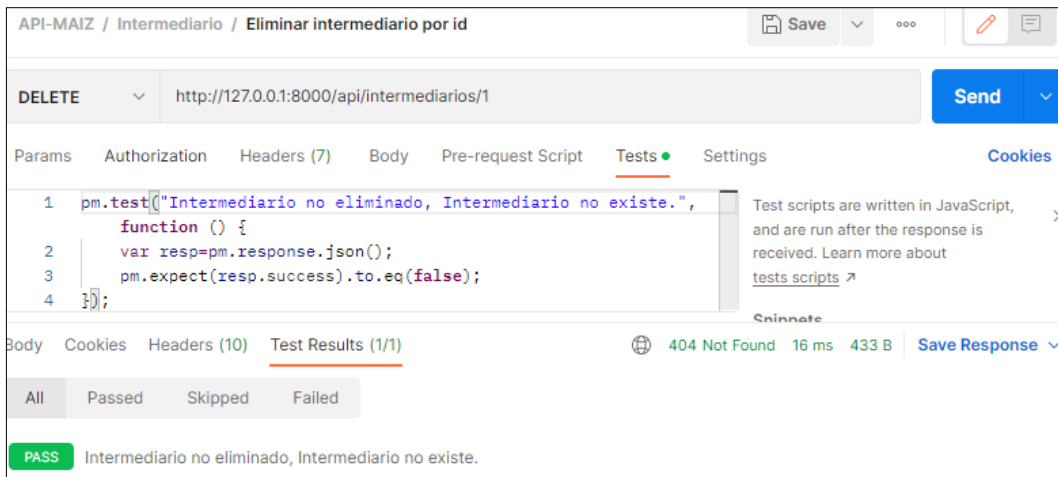 API-MAIZ / Intermediario / Eliminar intermediario por id Save
DELETE http://127.0.0.1:8000/api/intermediarios/1 Send
Params Authorization Headers (7) Body Pre-request Script Tests Settings Cookies
1 pm.test("Intermediario no eliminado, Intermediario no existe.",
function () {
2 var resp=pm.response.json();
3 pm.expect(resp.success).to.eq(false);
4 });
Test scripts are written in JavaScript,
and are run after the response is
received. Learn more about
tests scripts
Snippets
Body Cookies Headers (10) Test Results (1/1) 404 Not Found 16 ms 433 B Save Response
All Passed Skipped Failed
PASS Intermediario no eliminado, Intermediario no existe.